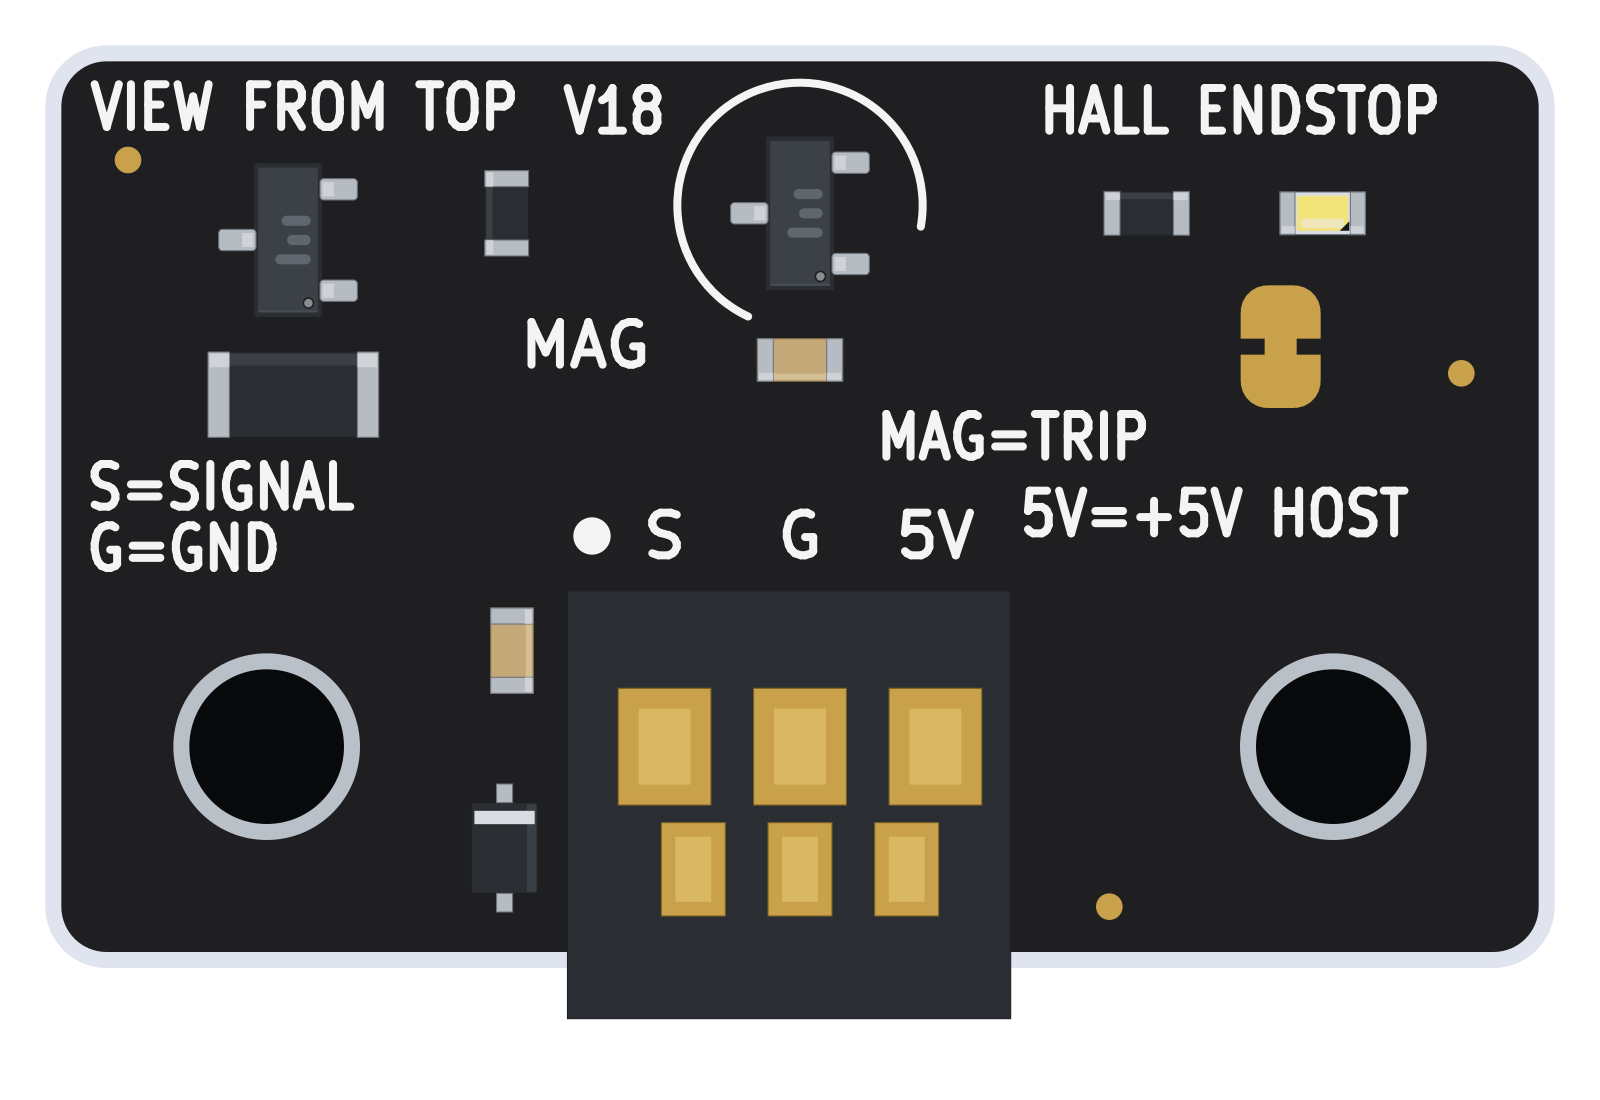 VIEW FROM TOP V18
HALL ENDSTOP
MAG
MAG=TRIP
S=SIGNAL
G=GND
5V=+5V HOST
S G 5V